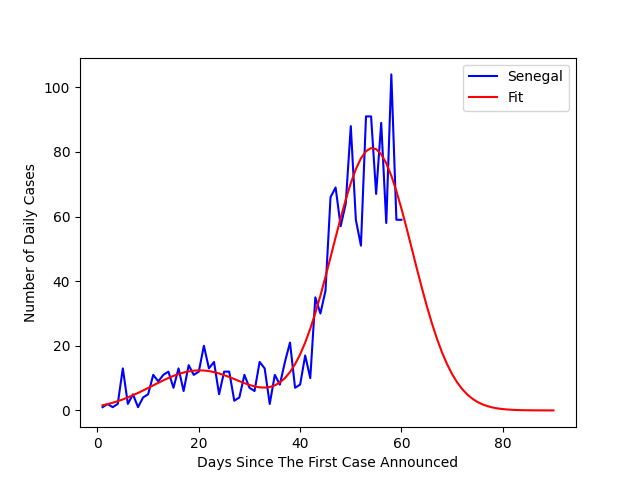 Senegal
Fit
100
80
60
40
20
0
Number of Daily Cases
0 20 40 60 80
Days Since The First Case Announced